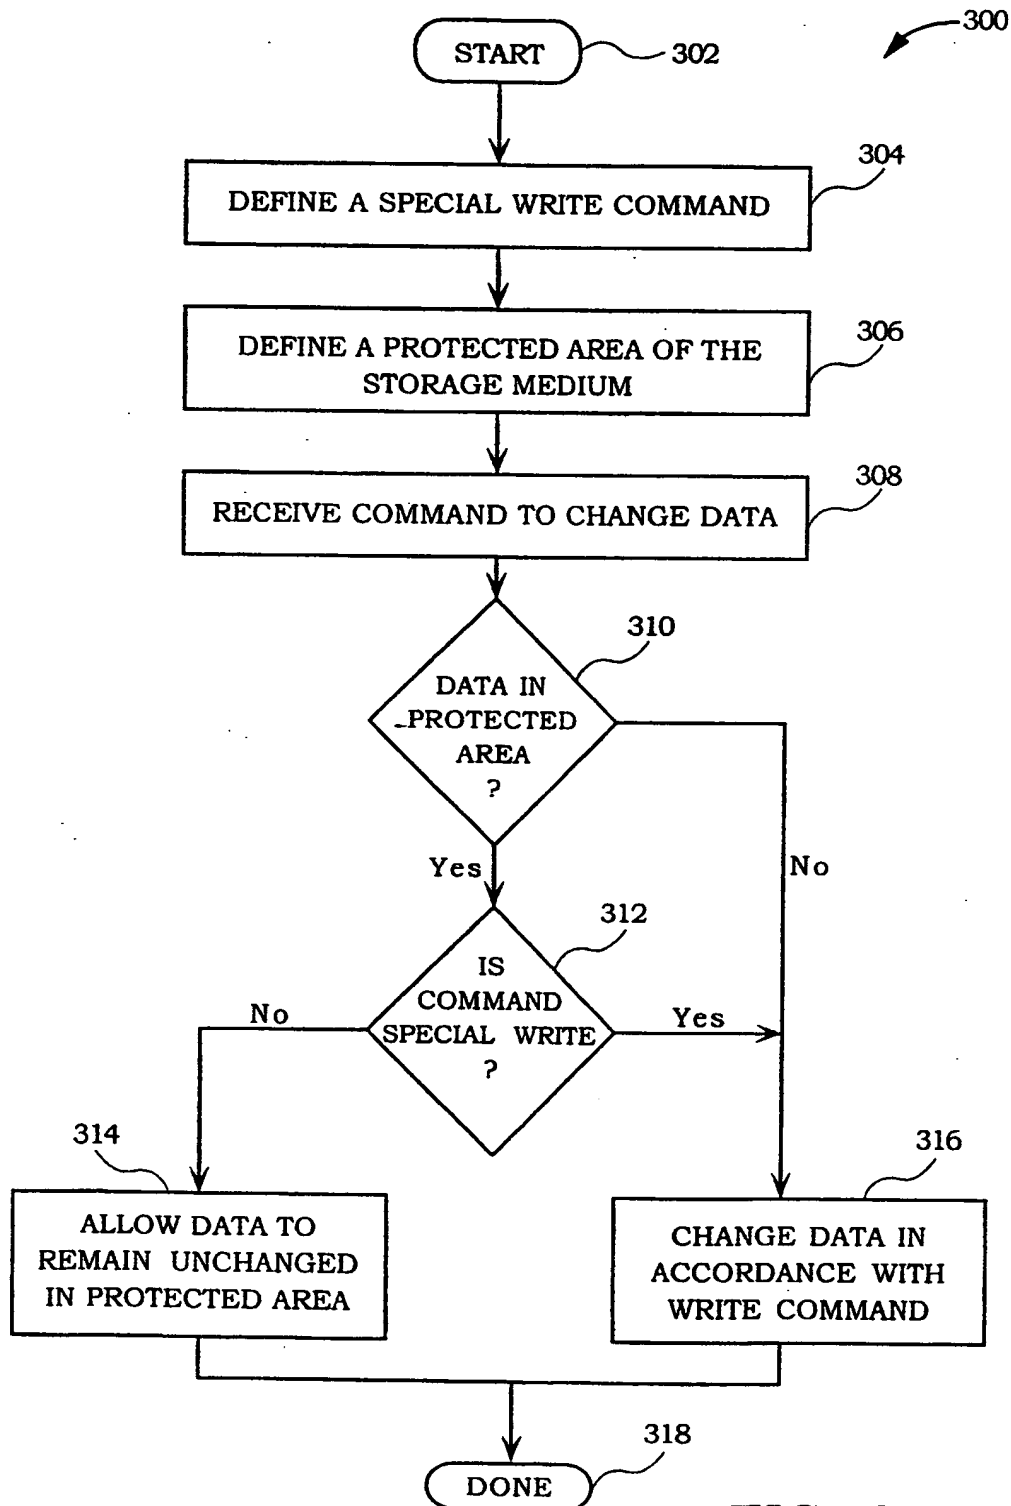 300
START
302
304
DEFINE A SPECIAL WRITE COMMAND
306
DEFINE A PROTECTED AREA OF THE
STORAGE MEDIUM
308
RECEIVE COMMAND TO CHANGE DATA
310
DATA IN
PROTECTED
AREA
?
Yes
No
312
IS
COMMAND
SPECIAL WRITE
?
No
Yes
314
316
ALLOW DATA TO
REMAIN UNCHANGED
IN PROTECTED AREA
CHANGE DATA IN
ACCORDANCE WITH
WRITE COMMAND
318
DONE